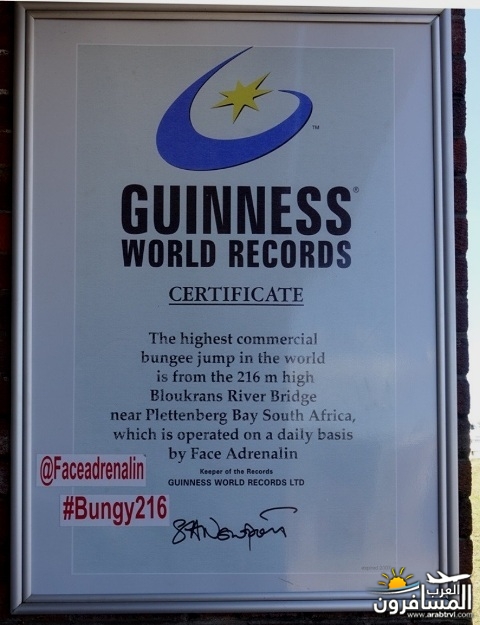 ™
GUINNESS®
WORLD RECORDS
CERTIFICATE
The highest commercial
bungee jump in the world
is from the 216 m high
Bloukrans River Bridge
near Plettenberg Bay South Africa,
which is operated on a daily basis
by Face Adrenalin
Keeper of the Records
GUINNESS WORLD RECORDS LTD
@Faceadrenalin
#Bungy216
العرب
المسافرون
www.arabtrvl.com